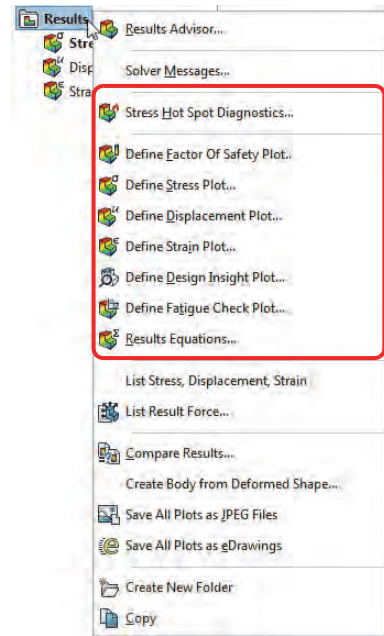 Results
Results Advisor...
Stre
Disp
Solver Messages...
Stra
Stress Hot Spot Diagnostics...
Define Factor Of Safety Plot..
Define Stress Plot...
Define Displacement Plot...
Define Strain Plot...
Define Design Insight Plot...
Define Fatigue Check Plot...
Results Equations...
List Stress, Displacement, Strain
List Result Force...
Compare Results...
Create Body from Deformed Shape...
Save All Plots as JPEG Files
Save All Plots as eDrawings
Create New Folder
Copy